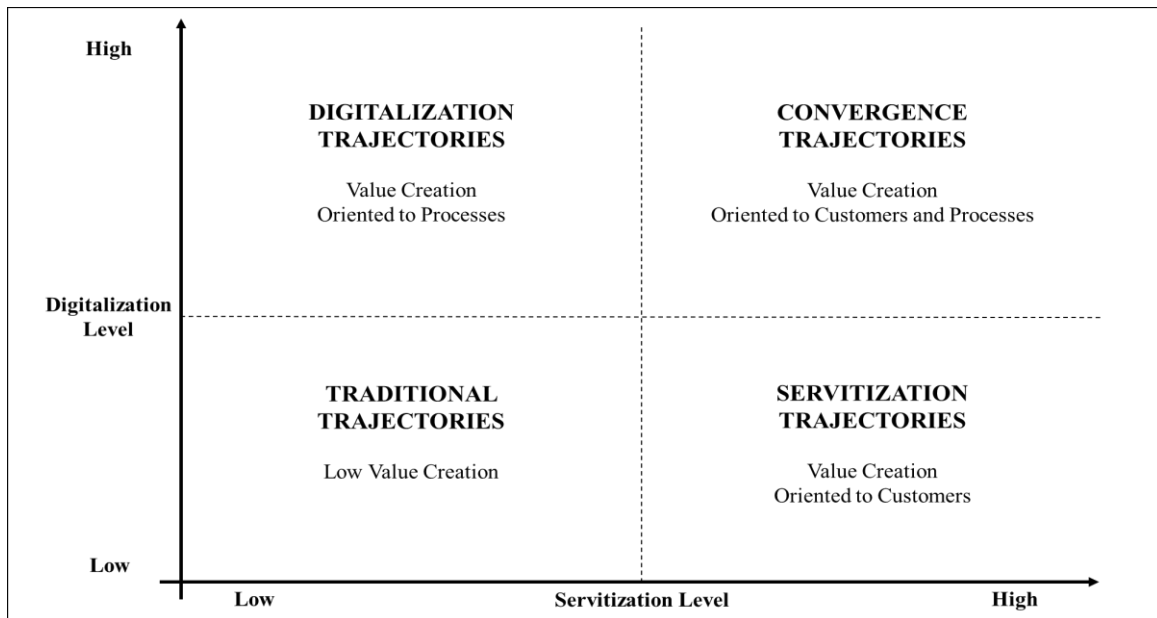 High
DIGITALIZATION
TRAJECTORIES
Value Creation
Oriented to Processes
CONVERGENCE
TRAJECTORIES
Value Creation
Oriented to Customers and Processes
Digitalization
Level
TRADITIONAL
TRAJECTORIES
Low Value Creation
SERVITIZATION
TRAJECTORIES
Value Creation
Oriented to Customers
Low
Low
Servitization Level
High